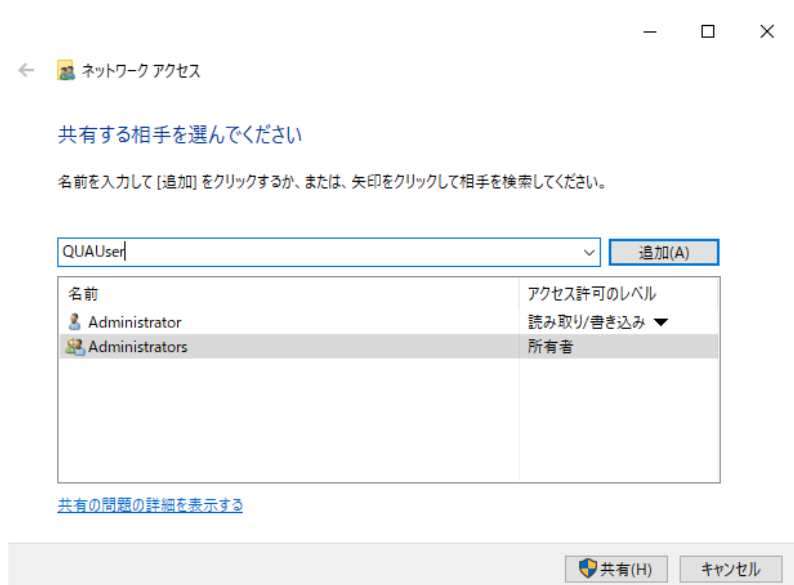 ネットワーク アクセス
共有する相手を選んでください
名前を入力して [追加] をクリックするか、または、矢印をクリックして相手を検索してください。
QUAUser 追加(A)
名前 アクセス許可のレベル
Administrator 読み取り/書き込み ▼
Administrators 所有者
共有の問題の詳細を表示する
共有(H) キャンセル